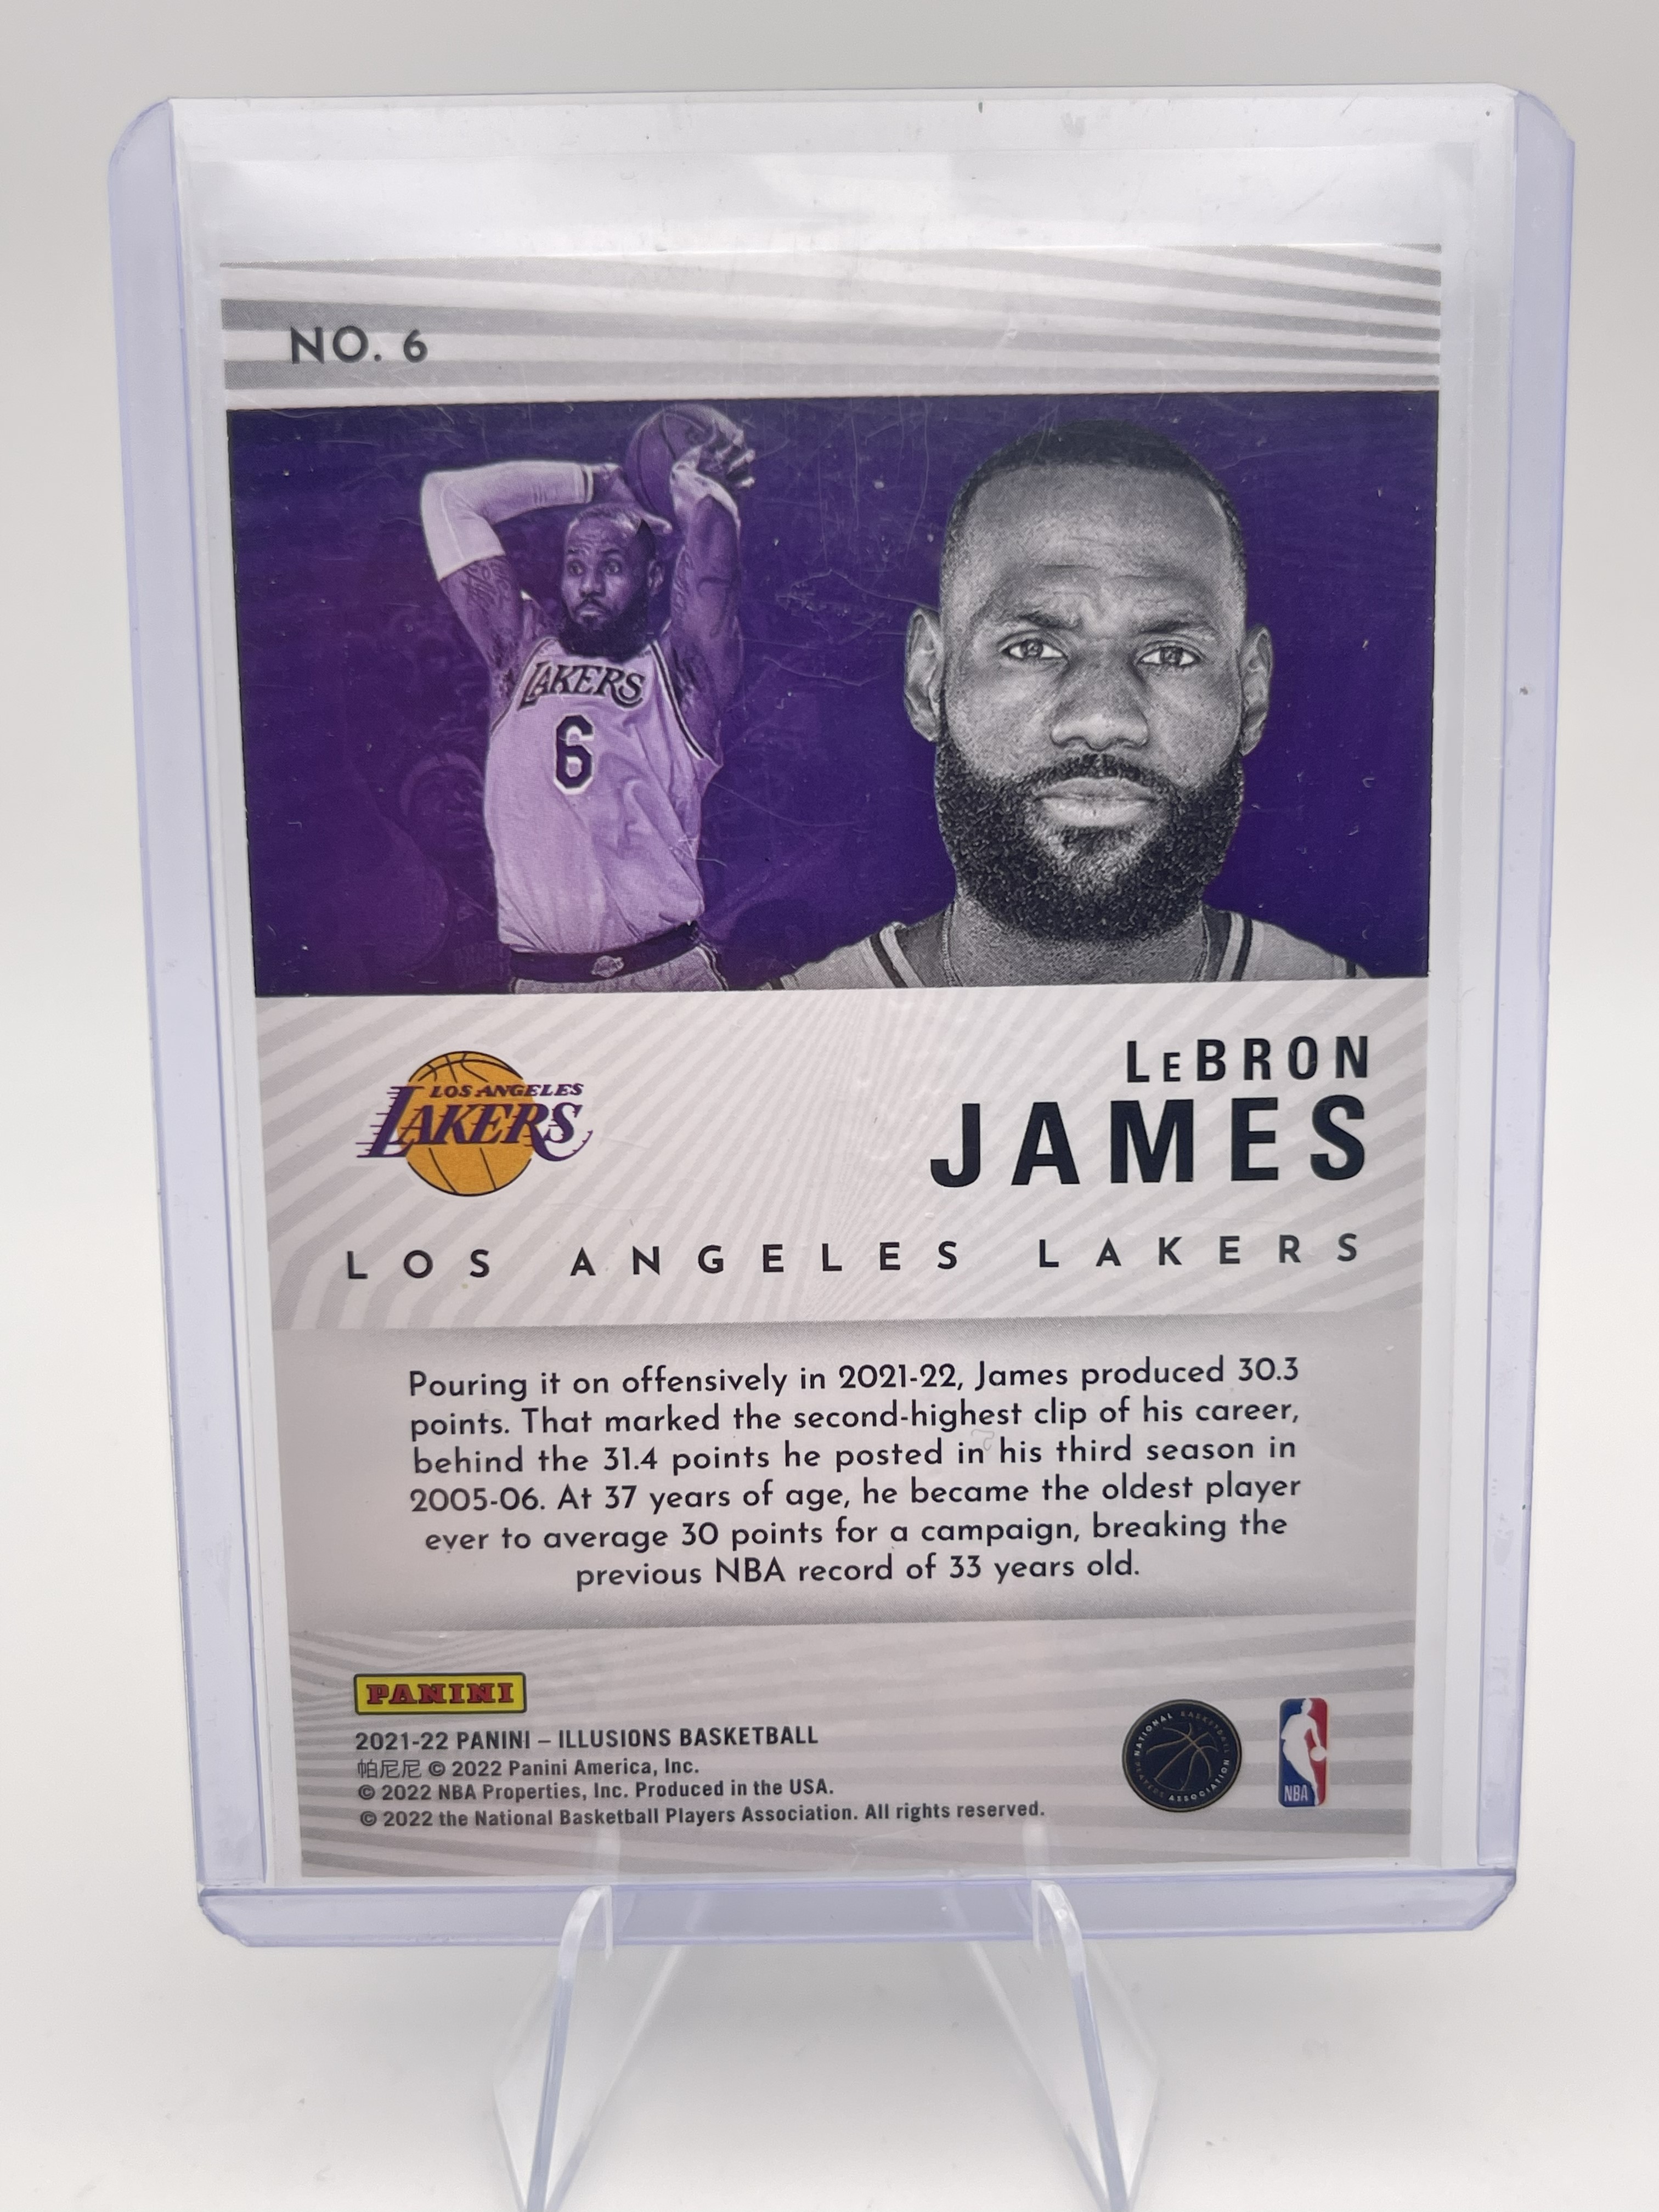 NO. 6
LAKERS
6
LOS ANGELES
LAKERS
LeBRON
JAMES
LOS ANGELES LAKERS
Pouring it on offensively in 2021-22, James produced 30.3
points. That marked the second-highest clip of his career,
behind the 31.4 points he posted in his third season in
2005-06. At 37 years of age, he became the oldest player
ever to average 30 points for a campaign, breaking the
previous NBA record of 33 years old.
PANINI
2021-22 PANINI – ILLUSIONS BASKETBALL
帕尼尼 © 2022 Panini America, Inc.
© 2022 NBA Properties, Inc. Produced in the USA.
© 2022 the National Basketball Players Association. All rights reserved.
NATIONAL BASKETBALL PLAYERS ASSOCIATION
NBA